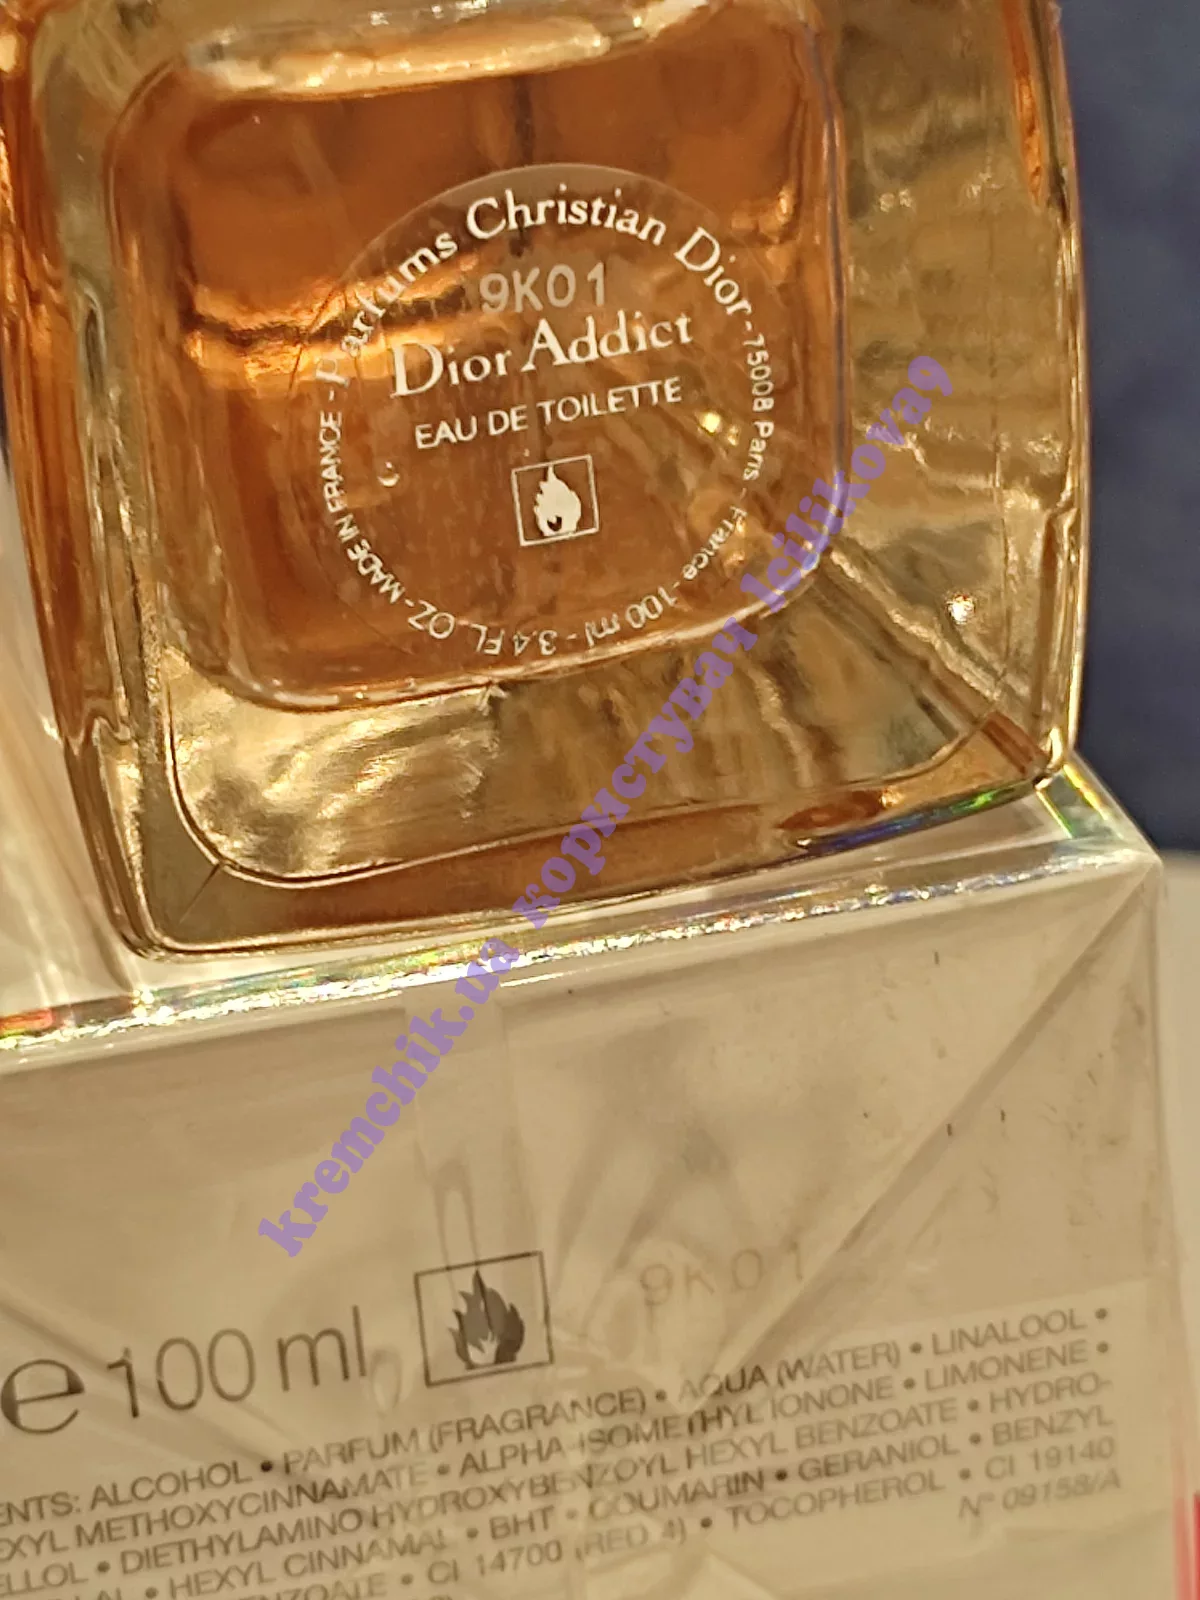 Parfums Christian Dior - 75008 Paris - France - 100 ml - 3.4 FL. OZ - MADE IN FRANCE -
9K01
Dior Addict
EAU DE TOILETTE
kremchik.ua користувач lcilikova9
e 100 ml
9K01
ENTS: ALCOHOL • PARFUM (FRAGRANCE) • AQUA (WATER) • LINALOOL •
EXYL METHOXYCINNAMATE • ALPHA-ISOMETHYL IONONE • LIMONENE •
ELLOL • DIETHYLAMINO HYDROXYBENZOYL HEXYL BENZOATE • HYDRO-
LAL • HEXYL CINNAMAL • BHT • COUMARIN • GERANIOL • BENZYL
ENZOATE • CI 14700 (RED 4) • TOCOPHEROL • CI 19140
N° 09158/A